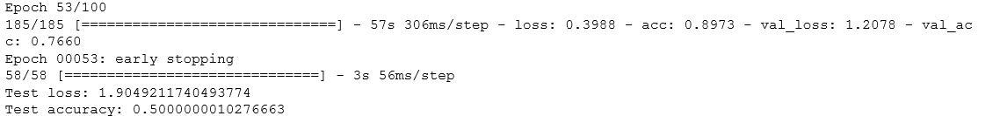 Epoch 53/100
185/185 [==============================] - 57s 306ms/step - loss: 0.3988 - acc: 0.8973 - val_loss: 1.2078 - val_ac
c: 0.7660
Epoch 00053: early stopping
58/58 [==============================] - 3s 56ms/step
Test loss: 1.9049211740493774
Test accuracy: 0.5000000010276663